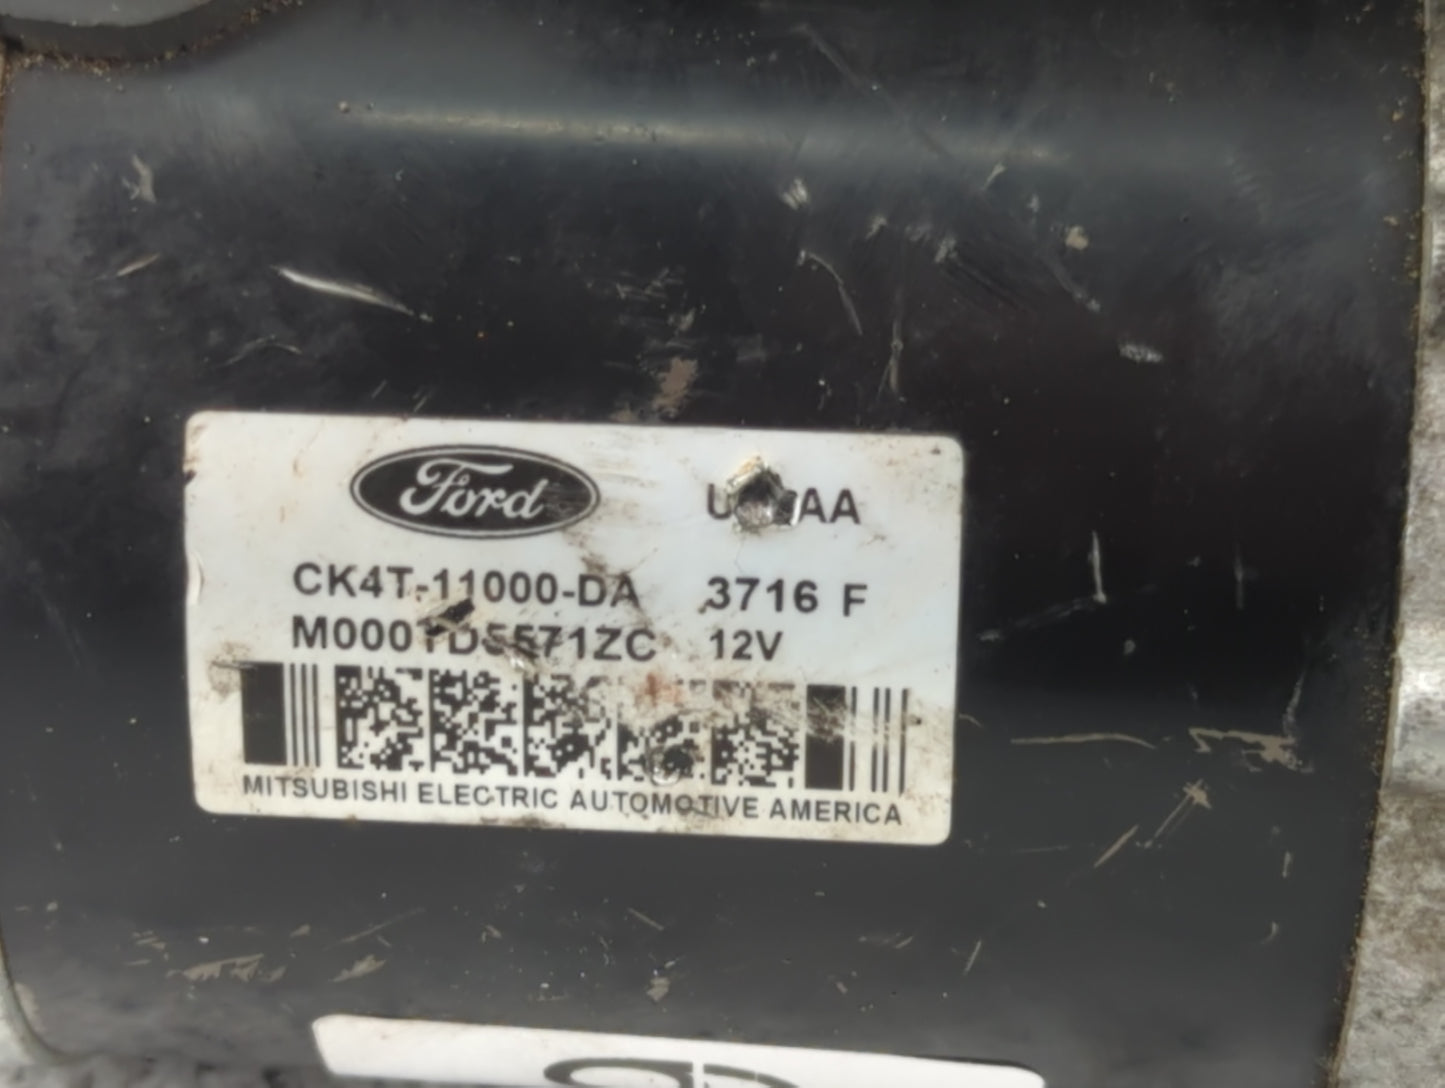 Ford
CK4T-11000-DA 3716 F
12V
MITSUBISHI ELECTRIC AUTOMOTIVE AMERICA